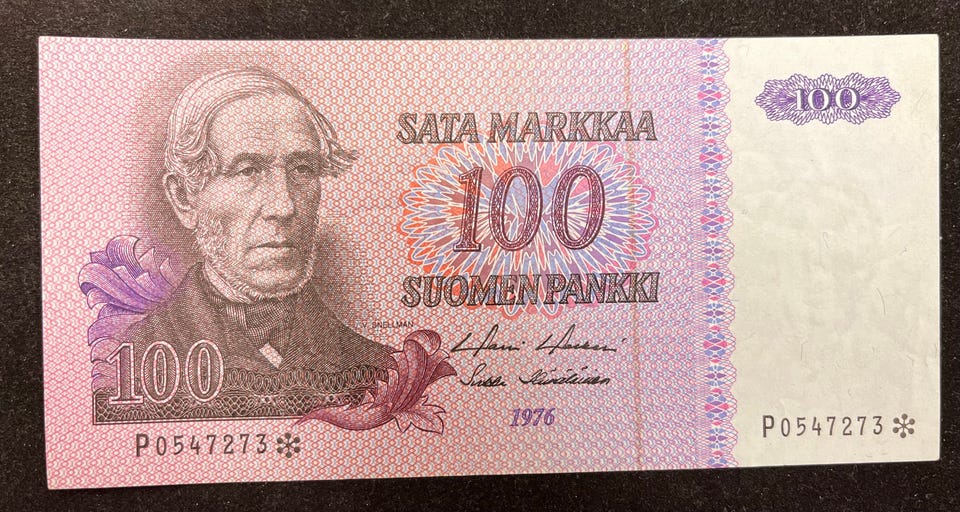 SATA MARKKAA
100
100
SUOMEN PANKKI
J.V. SNELLMAN
100
1976
P0547273*
P0547273*